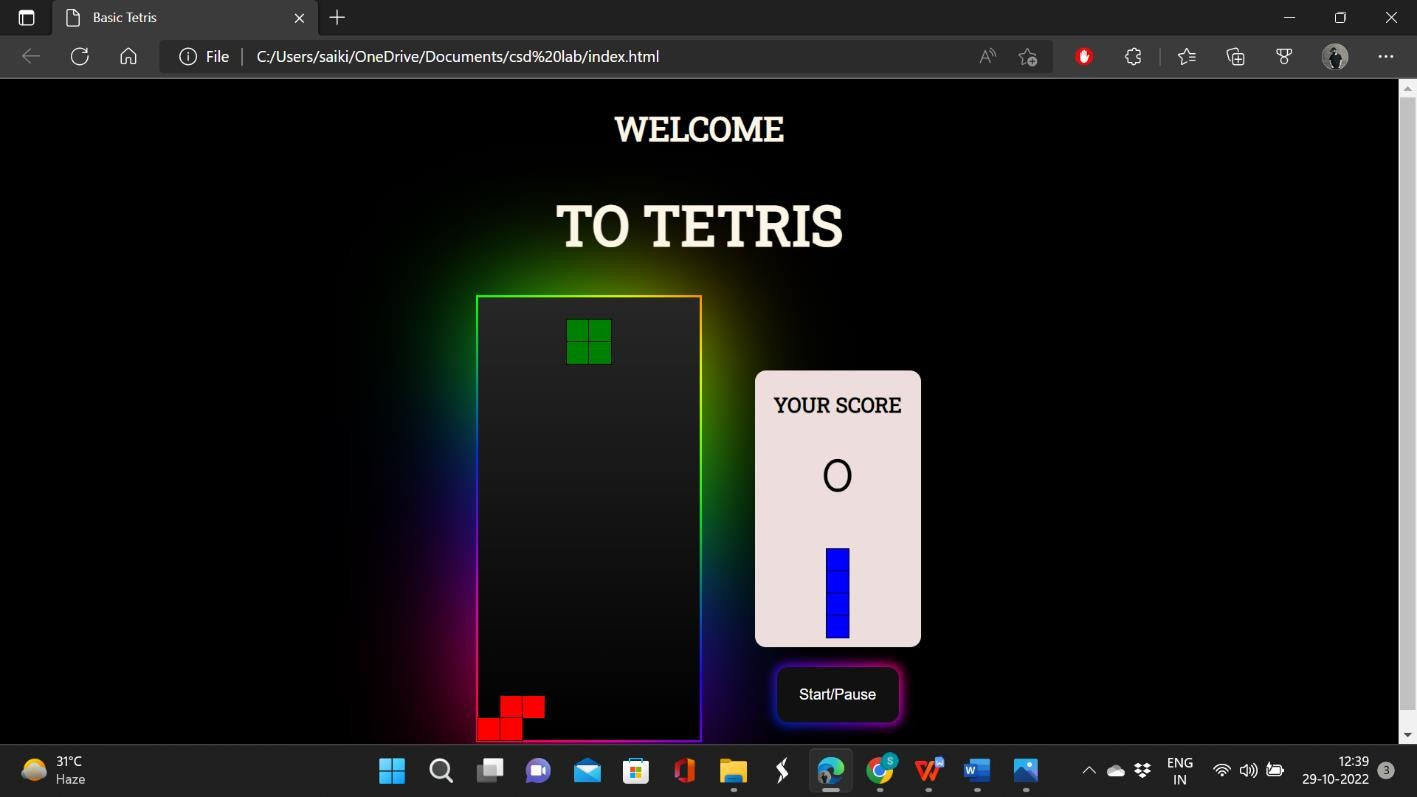 Basic Tetris
File
C:/Users/saiki/OneDrive/Documents/csd%20lab/index.html
WELCOME
TO TETRIS
YOUR SCORE
0
Start/Pause
31°C
Haze
S
W
W
ENG
IN
12:39
29-10-2022
3